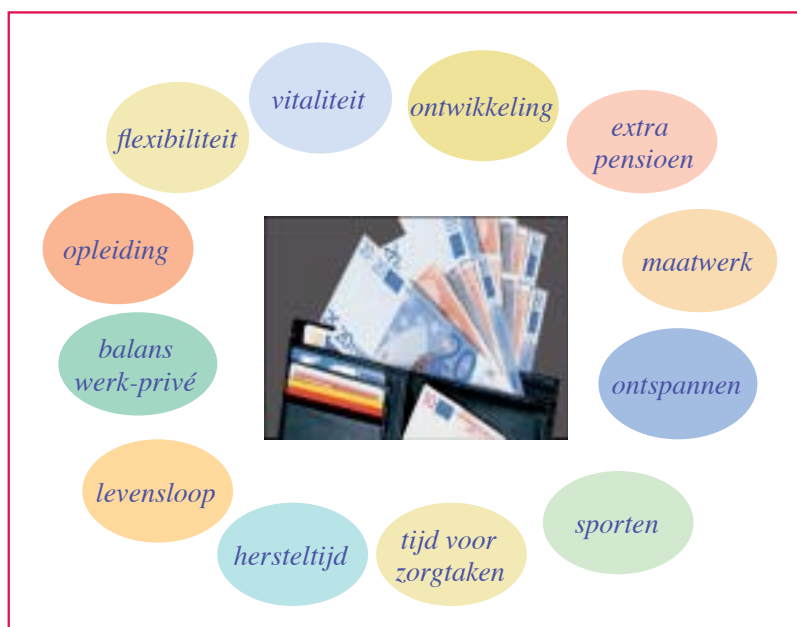 vitaliteit
ontwikkeling
extra
pensioen
maatwerk
ontspannen
sporten
tijd voor
zorgtaken
hersteltijd
levensloop
balans
werk-privé
opleiding
flexibiliteit